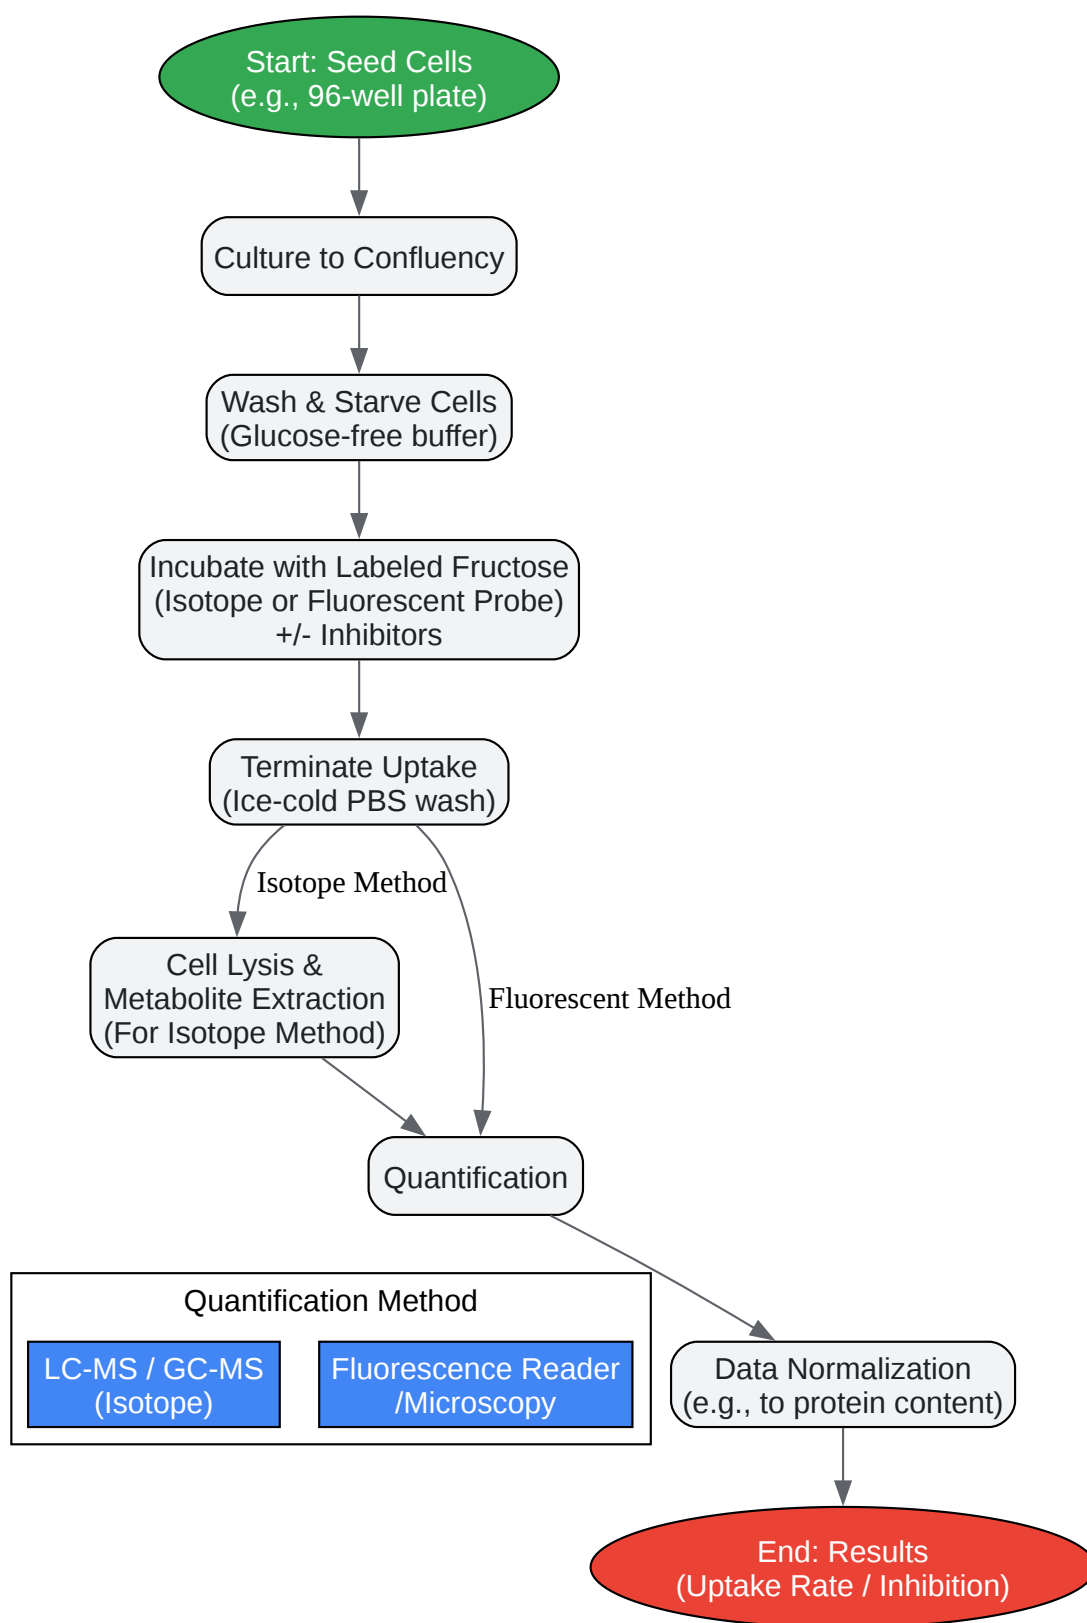 Start: Seed Cells
(e.g., 96-well plate)
Culture to Confluency
Wash & Starve Cells
(Glucose-free buffer)
Incubate with Labeled Fructose
(Isotope or Fluorescent Probe)
+/- Inhibitors
Terminate Uptake
(Ice-cold PBS wash)
Isotope Method
Cell Lysis &
Metabolite Extraction
(For Isotope Method)
Fluorescent Method
Quantification
Quantification Method
LC-MS / GC-MS
(Isotope)
Fluorescence Reader
/Microscopy
Data Normalization
(e.g., to protein content)
End: Results
(Uptake Rate / Inhibition)